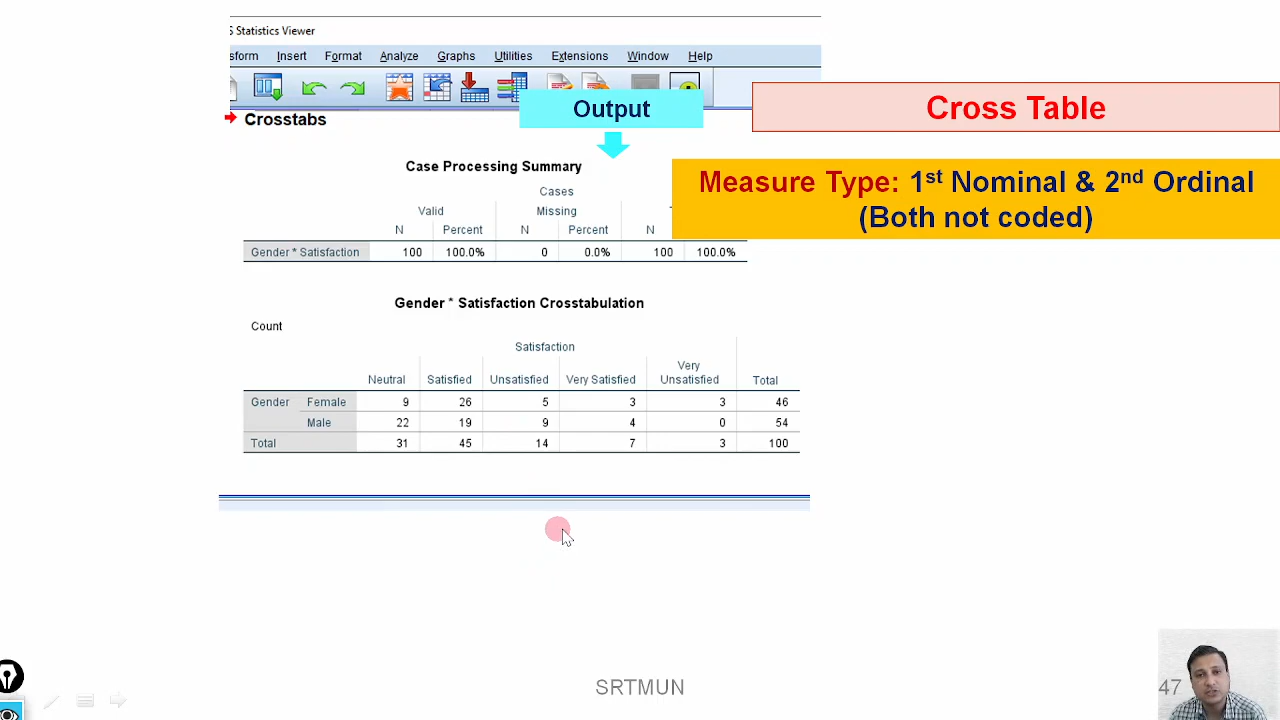 S Statistics Viewer
sform Insert Format Analyze Graphs Utilities Extensions Window Help
Output
Cross Table
Crosstabs
Measure Type: 1st Nominal & 2nd Ordinal
(Both not coded)
Case Processing Summary
Cases
Valid Missing
N Percent N Percent N
Gender * Satisfaction 100 100.0% 0 0.0% 100 100.0%
Gender * Satisfaction Crosstabulation
Count
Satisfaction
Neutral Satisfied Unsatisfied Very Satisfied Very Unsatisfied Total
Gender Female 9 26 5 3 3 46
Male 22 19 9 4 0 54
Total 31 45 14 7 3 100
SRTMUN
47